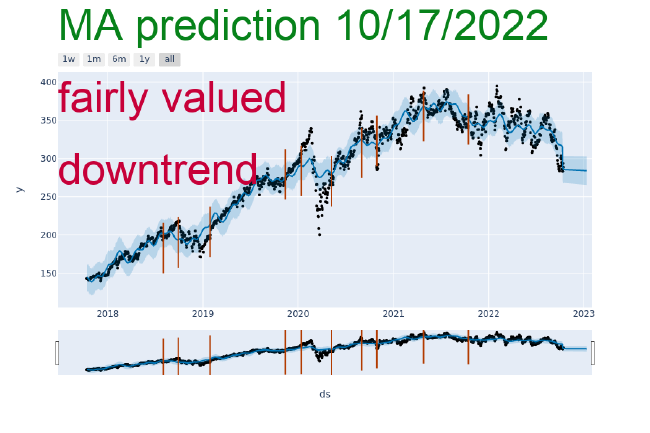 MA prediction 10/17/2022
1w 1m 6m 1y all
400
fairly valued
350
downtrend
300
250
200
150
y
2018 2019 2020 2021 2022 2023
ds